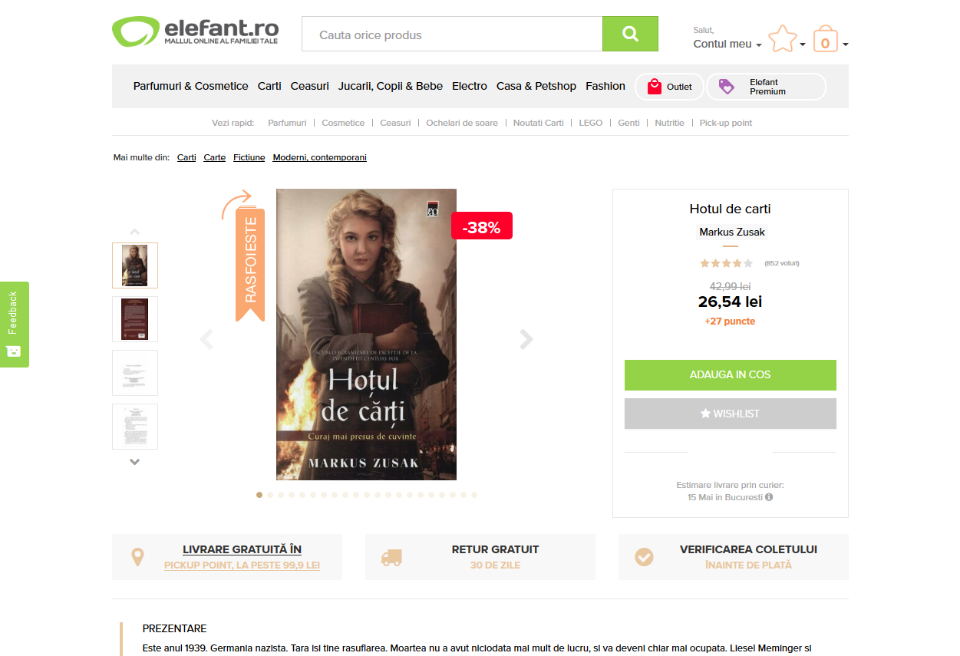 elefant.ro
MALLUL ONLINE AL FAMILIEI TALE
Cauta orice produs
Salut,
Contul meu
0
Parfumuri & Cosmetice Carti Ceasuri Jucarii, Copii & Bebe Electro Casa & Petshop Fashion Outlet Elefant Premium
Vezi rapid: Parfumuri | Cosmetice | Ceasuri | Ochelari de soare | Noutati Carti | LEGO | Genti | Nutritie | Pick-up point
Mai multe din: Carti Carte Fictiune Moderni, contemporani
Feedback
RASFOIESTE
-38%
Hoțul
de cărți
Curaj mai presus de cuvinte
MARKUS ZUSAK
Hotul de carti
Markus Zusak
(852 voturi)
42,99 lei
26,54 lei
+27 puncte
ADAUGA IN COS
WISHLIST
Estimare livrare prin curier:
15 Mai in Bucuresti
LIVRARE GRATUITĂ ÎN
PICKUP POINT, LA PESTE 99,9 LEI
RETUR GRATUIT
30 DE ZILE
VERIFICAREA COLETULUI
ÎNAINTE DE PLATĂ
PREZENTARE
Este anul 1939. Germania nazista. Tara isi tine rasuflarea. Moartea nu a avut niciodata mai mult de lucru, si va deveni chiar mai ocupata. Liesel Meminger si